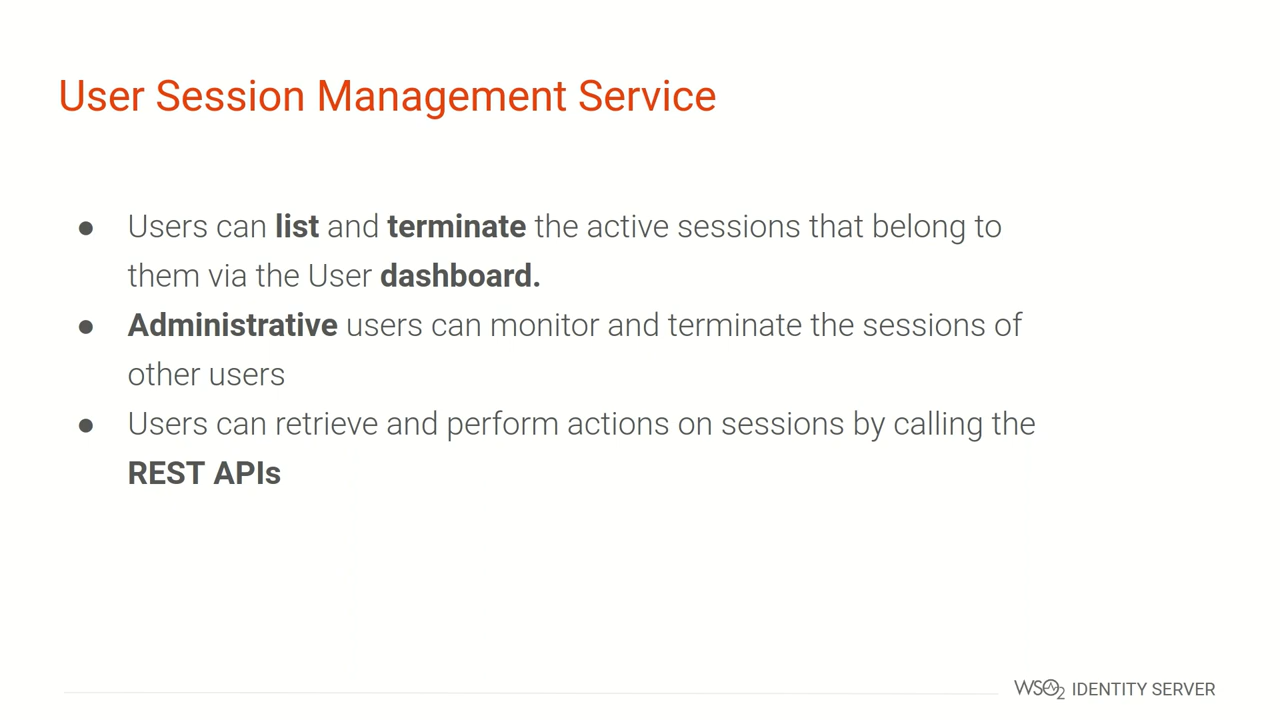 User Session Management Service
● Users can list and terminate the active sessions that belong to
them via the User dashboard.
● Administrative users can monitor and terminate the sessions of
other users
● Users can retrieve and perform actions on sessions by calling the
REST APIs
WSO2 IDENTITY SERVER